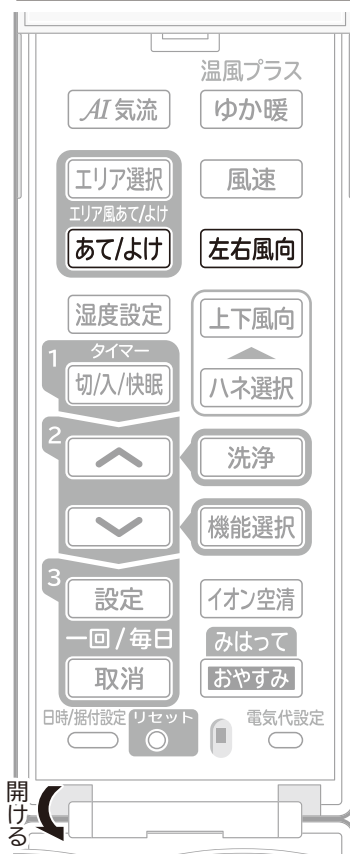 温風プラス
AI気流
ゆか暖
エリア選択
風速
エリア風あて/よけ
あて/よけ
左右風向
湿度設定
上下風向
1
タイマー
切/入/快眠
ハネ選択
2
洗浄
機能選択
3
設定
イオン空清
一回/毎日
みはって
取消
おやすみ
日時/据付設定
リセット
電気代設定
開ける